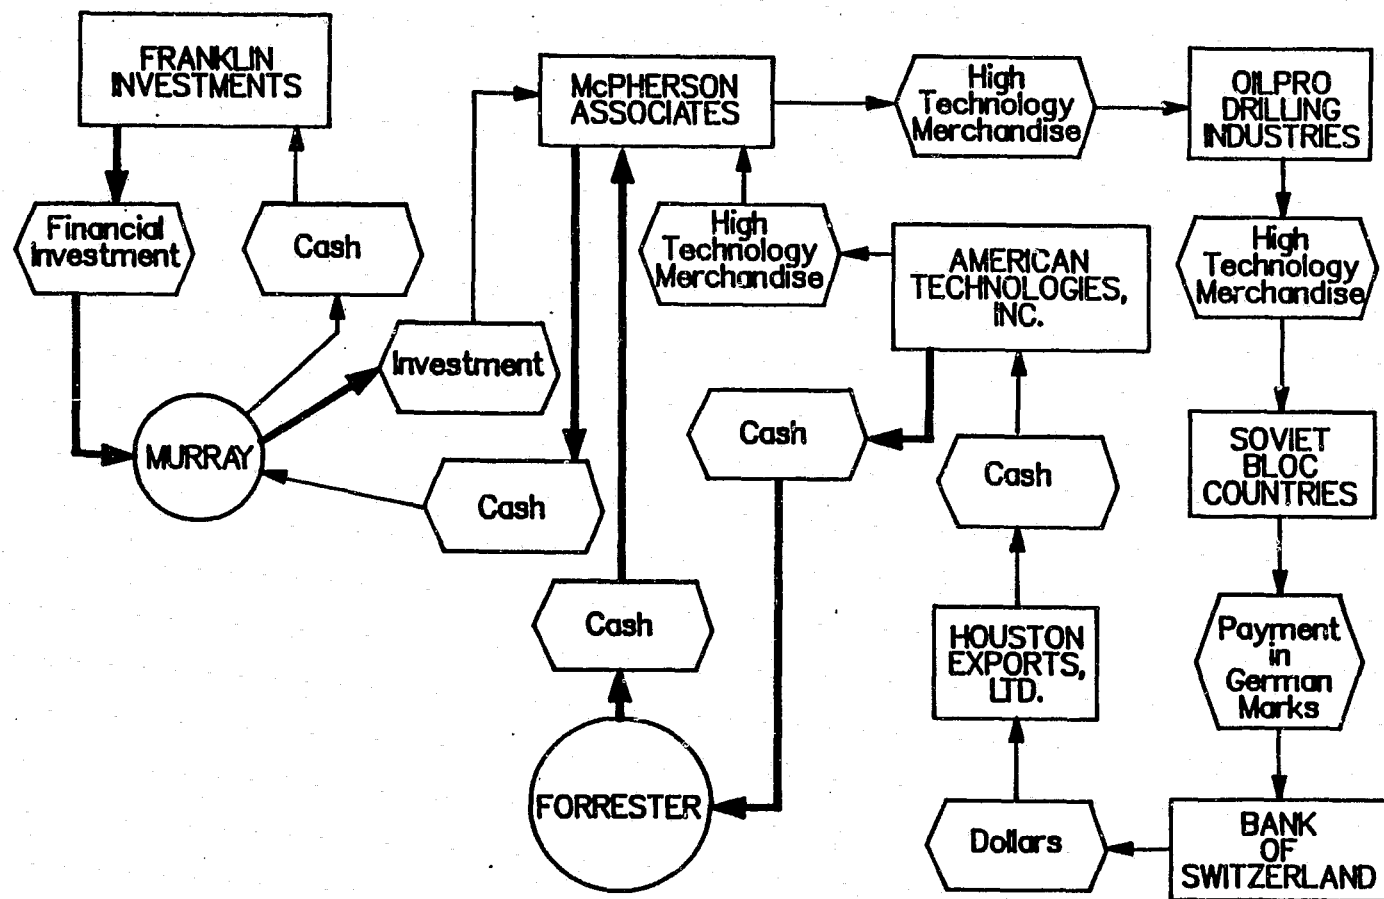 FRANKLIN
INVESTMENTS
McPHERSON
ASSOCIATES
High
Technology
Merchandise
OILPRO
DRILLING
INDUSTRIES
Financial
Investment
Cash
High
Technology
Merchandise
AMERICAN
TECHNOLOGIES,
INC.
High
Technology
Merchandise
Investment
MURRAY
Cash
Cash
Cash
SOVIET
BLOC
COUNTRIES
Cash
HOUSTON
EXPORTS,
LTD.
Payment
in
German
Marks
FORRESTER
Dollars
BANK
OF
SWITZERLAND